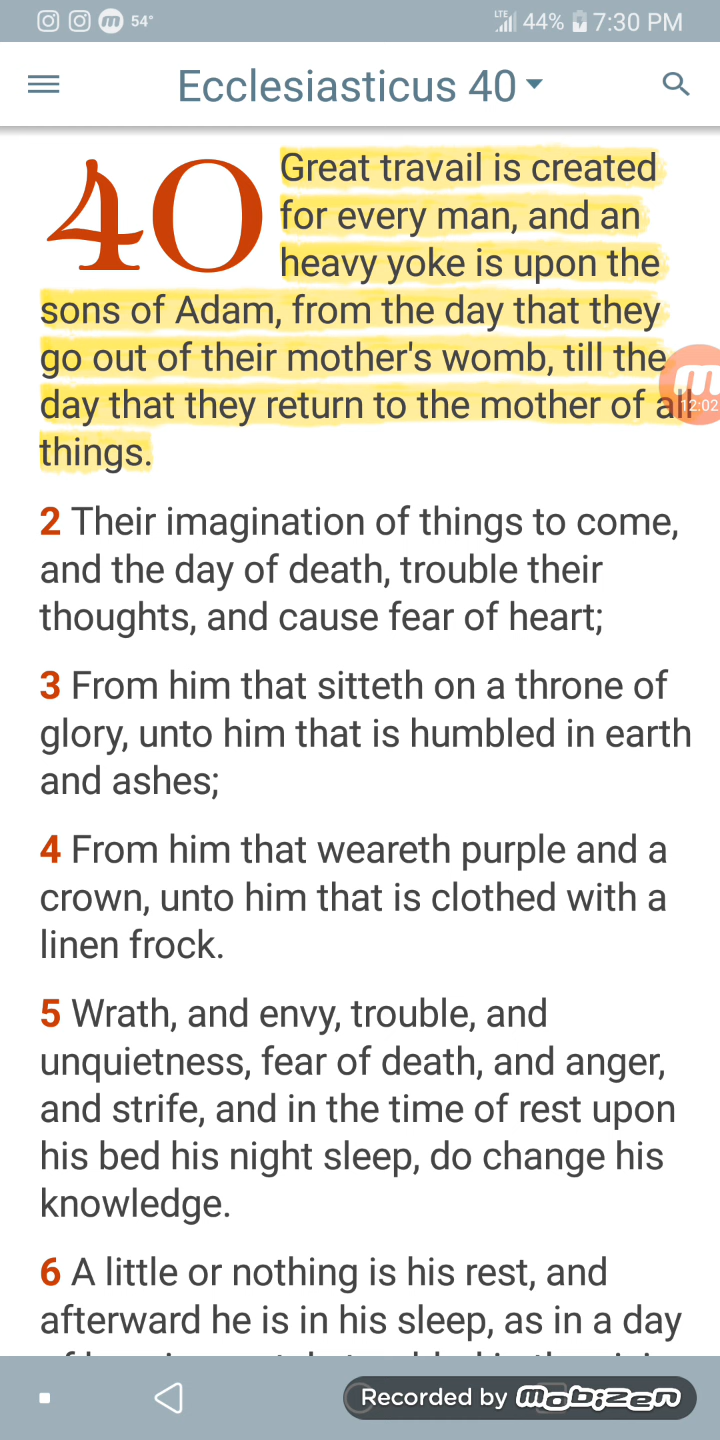 54°
LTE 44% 7:30 PM
Ecclesiasticus 40
40 Great travail is created
for every man, and an
heavy yoke is upon the
sons of Adam, from the day that they
go out of their mother's womb, till the
day that they return to the mother of all
12:02
things.
2 Their imagination of things to come,
and the day of death, trouble their
thoughts, and cause fear of heart;
3 From him that sitteth on a throne of
glory, unto him that is humbled in earth
and ashes;
4 From him that weareth purple and a
crown, unto him that is clothed with a
linen frock.
5 Wrath, and envy, trouble, and
unquietness, fear of death, and anger,
and strife, and in the time of rest upon
his bed his night sleep, do change his
knowledge.
6 A little or nothing is his rest, and
afterward he is in his sleep, as in a day
Recorded by mobizen